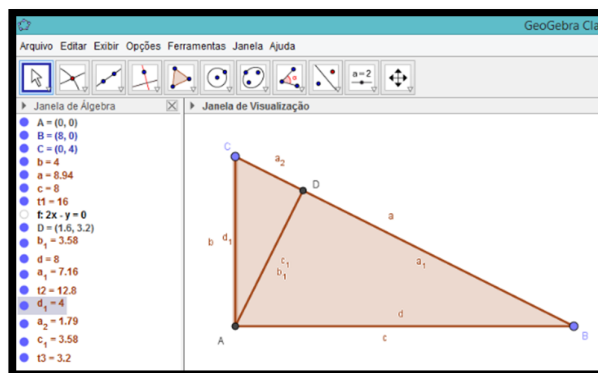 GeoGebra Cla
Arquivo Editar Exibir Opções Ferramentas Janela Ajuda
a=2
Janela de Álgebra
Janela de Visualização
A = (0, 0)
B = (8, 0)
C = (0, 4)
b = 4
a = 8.94
c = 8
t1 = 16
f: 2x - y = 0
D = (1.6, 3.2)
b₁ = 3.58
d = 8
a₁ = 7.16
t2 = 12.8
d₁ = 4
a₂ = 1.79
c₁ = 3.58
t3 = 3.2
C
a₂
D
a
b
d₁
c₁
b₁
a₁
d
A
c
B